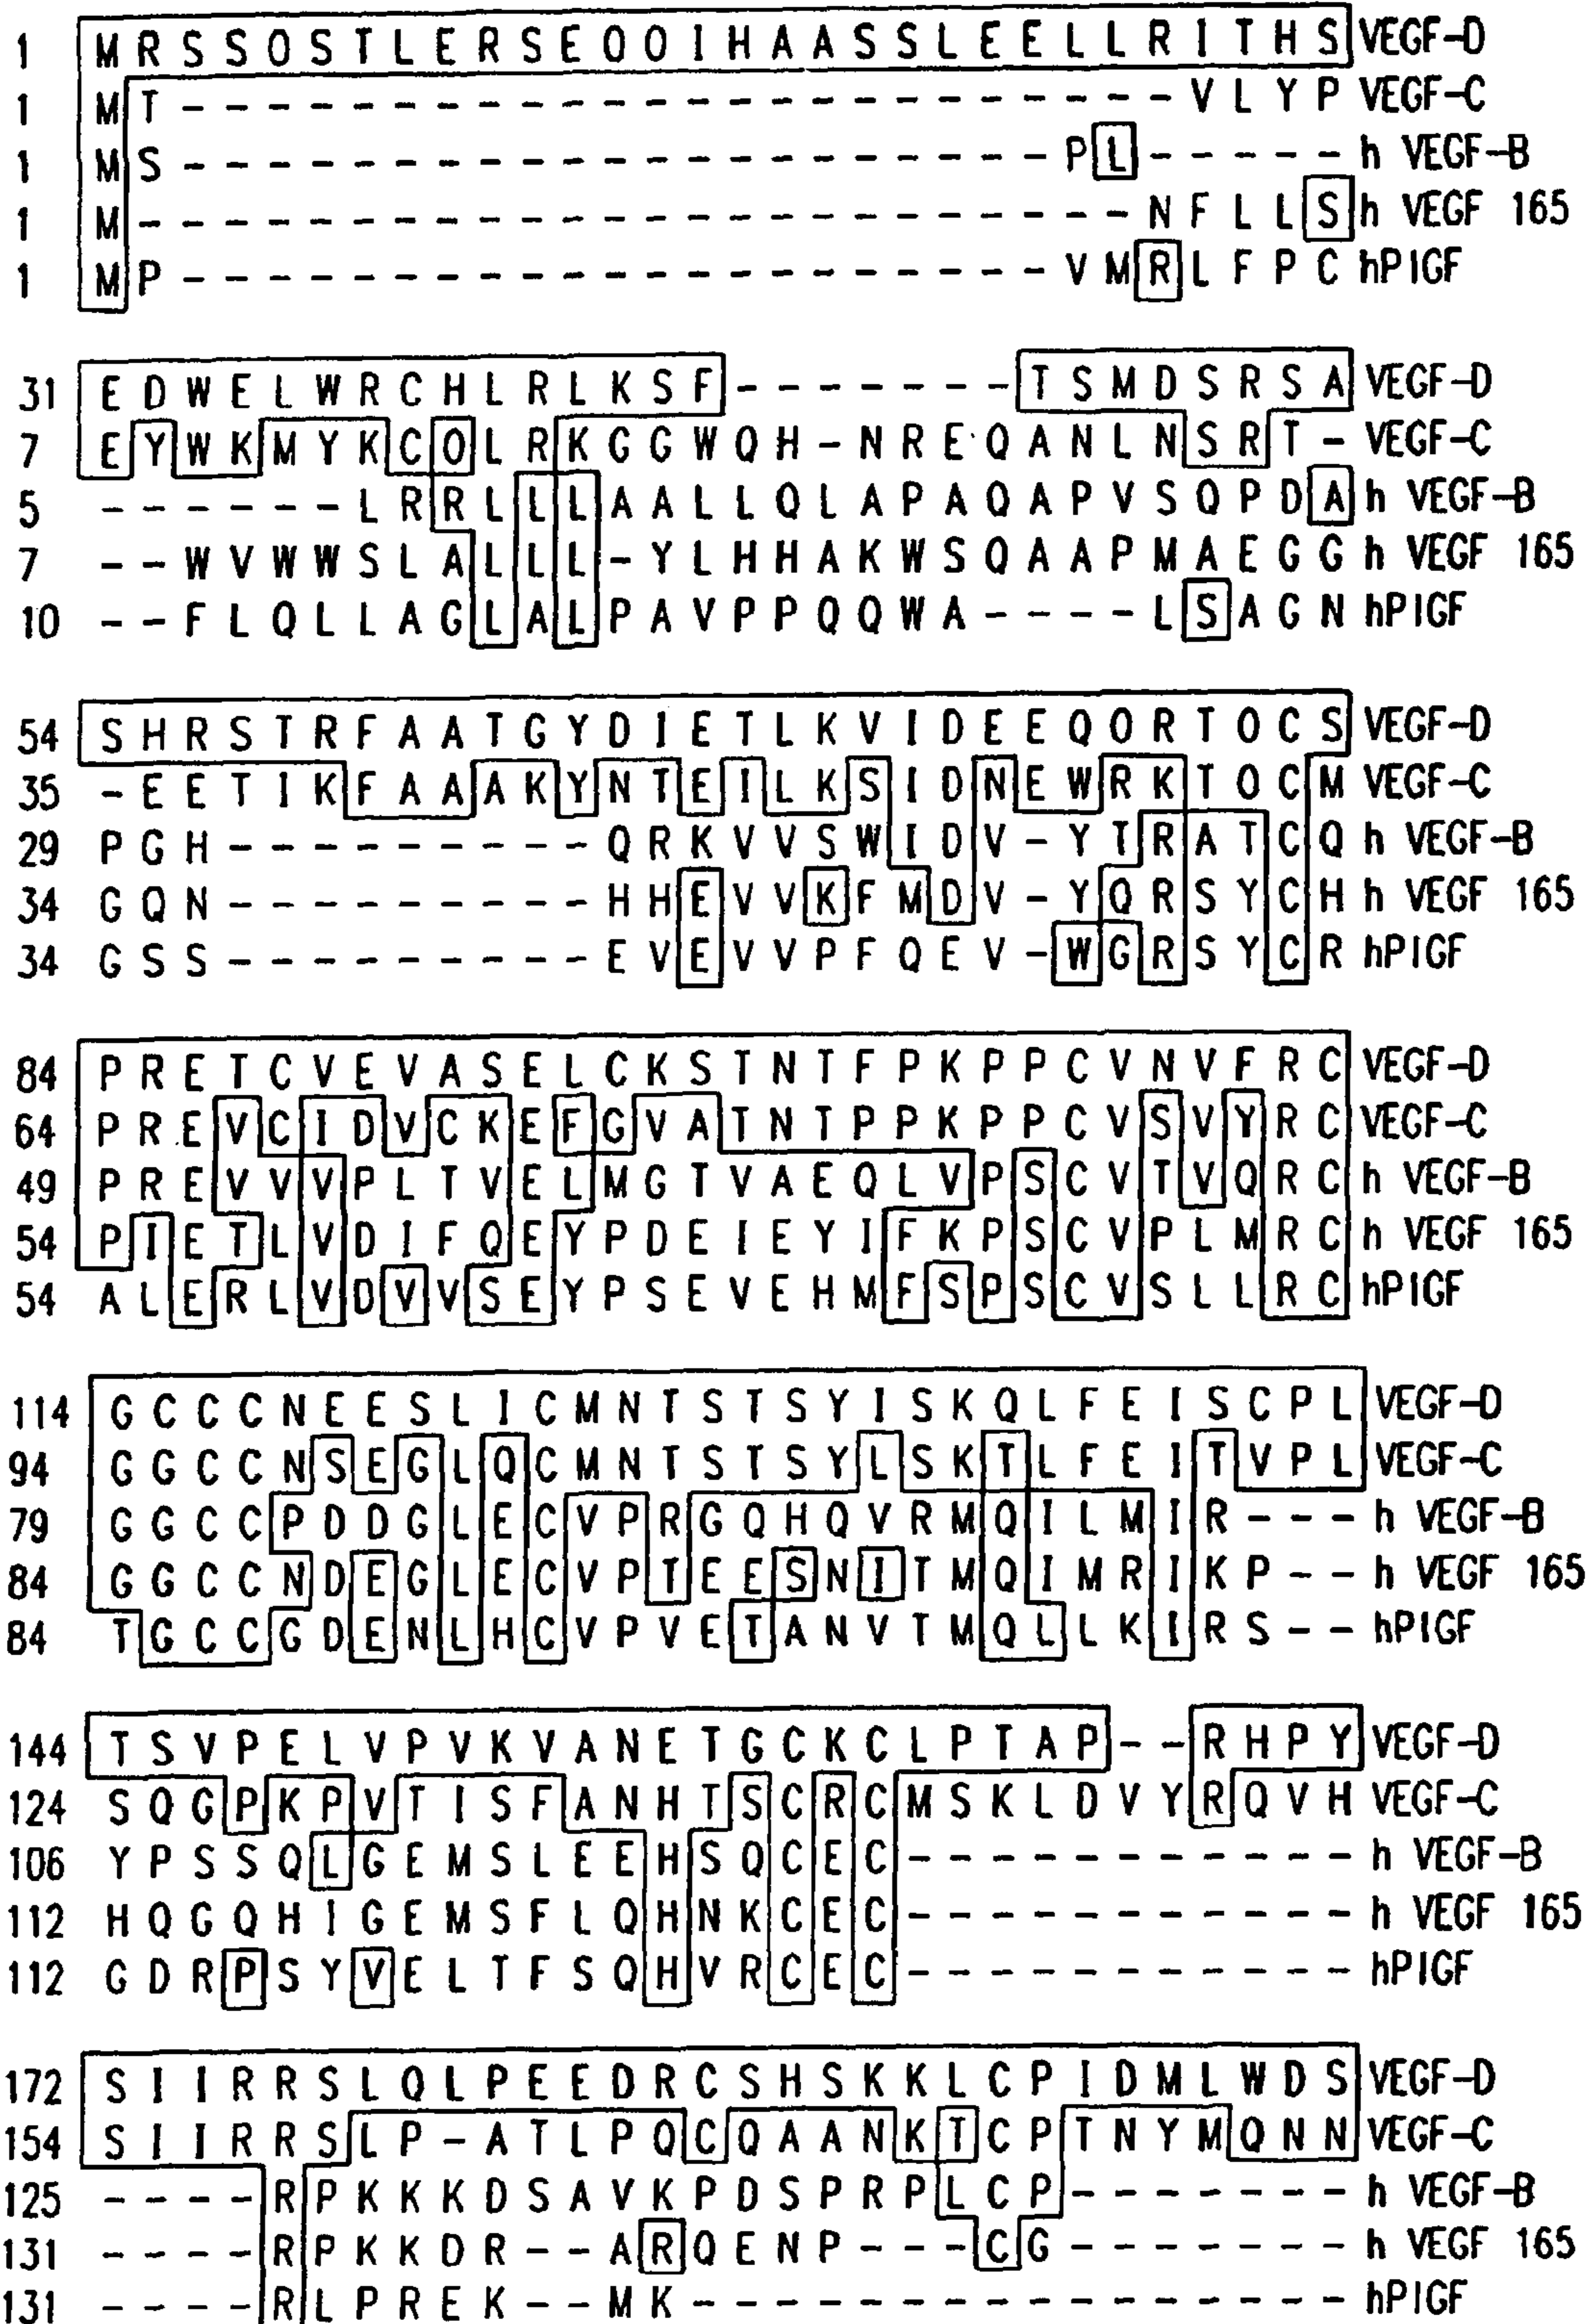 1 M R S S O S T L E R S E O O I H A A S S L E E L L R I T H S VEGF-D
1 M T - - - - - - - - - - - - - - - - - - - - - - - - V L Y P VEGF-C
1 M S - - - - - - - - - - - - - - - - - - - - - P L - - - - - h VEGF-B
1 M - - - - - - - - - - - - - - - - - - - - - - - - N F L L S h VEGF 165
1 M P - - - - - - - - - - - - - - - - - - - - - V M R L F P C hPIGF
31 E D W E L W R C H L R L K S F - - - - - - - T S M D S R S A VEGF-D
7 E Y W K M Y K C O L R K G G W Q H - N R E Q A N L N S R T - VEGF-C
5 - - - - - - L R R L L L A A L L Q L A P A Q A P V S Q P D A h VEGF-B
7 - - W V W W S L A L L L - Y L H H A K W S Q A A P M A E G G h VEGF 165
10 - - F L Q L L A G L A L P A V P P Q Q W A - - - - L S A G N hPIGF
54 S H R S T R F A A T G Y D I E T L K V I D E E Q O R T O C S VEGF-D
35 - E E T I K F A A A K Y N T E I L K S I D N E W R K T O C M VEGF-C
29 P G H - - - - - - - - - Q R K V V S W I D V - Y T R A T C Q h VEGF-B
34 G Q N - - - - - - - - - H H E V V K F M D V - Y Q R S Y C H h VEGF 165
34 G S S - - - - - - - - - E V E V V P F Q E V - W G R S Y C R hPIGF
84 P R E T C V E V A S E L C K S T N T F P K P P C V N V F R C VEGF-D
64 P R E V C I D V C K E F G V A T N T P P K P P C V S V Y R C VEGF-C
49 P R E V V V P L T V E L M G T V A E Q L V P S C V T V Q R C h VEGF-B
54 P I E T L V D I F Q E Y P D E I E Y I F K P S C V P L M R C h VEGF 165
54 A L E R L V D V V S E Y P S E V E H M F S P S C V S L L R C hPIGF
114 G C C C N E E S L I C M N T S T S Y I S K Q L F E I S C P L VEGF-D
94 G G C C N S E G L Q C M N T S T S Y L S K T L F E I T V P L VEGF-C
79 G G C C P D D G L E C V P R G Q H Q V R M Q I L M I R - - - h VEGF-B
84 G G C C N D E G L E C V P T E E S N I T M Q I M R I K P - - h VEGF 165
84 T G C C G D E N L H C V P V E T A N V T M Q L L K I R S - - hPIGF
144 T S V P E L V P V K V A N E T G C K C L P T A P - - R H P Y VEGF-D
124 S Q G P K P V T I S F A N H T S C R C M S K L D V Y R Q V H VEGF-C
106 Y P S S Q L G E M S L E E H S Q C E C - - - - - - - - - - - h VEGF-B
112 H Q G Q H I G E M S F L Q H N K C E C - - - - - - - - - - - h VEGF 165
112 G D R P S Y V E L T F S Q H V R C E C - - - - - - - - - - - hPIGF
172 S I I R R S L Q L P E E D R C S H S K K L C P I D M L W D S VEGF-D
154 S I I R R S L P - A T L P Q C Q A A N K T C P T N Y M Q N N VEGF-C
125 - - - - R P K K K D S A V K P D S P R P L C P - - - - - - - h VEGF-B
131 - - - - R P K K D R - - A R Q E N P - - - C G - - - - - - - h VEGF 165
131 - - - - R L P R E K - - M K - - - - - - - - - - - - - - - - hPIGF